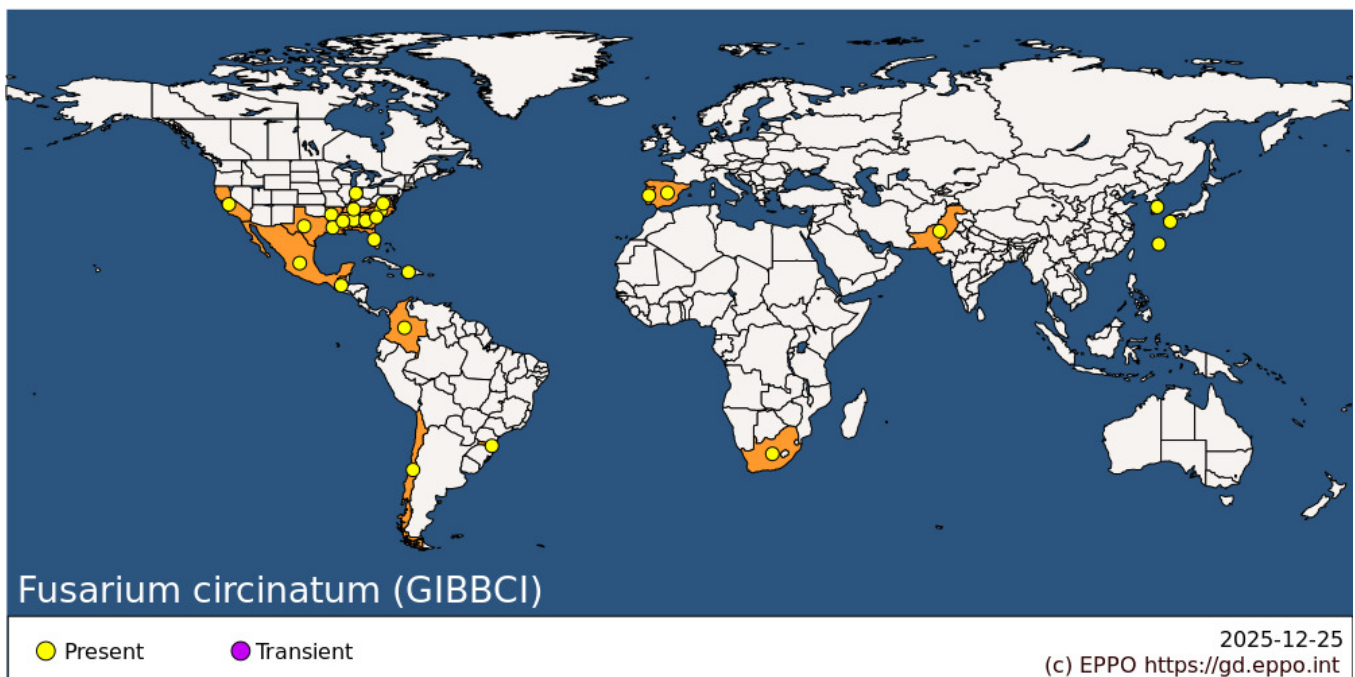 Fusarium circinatum (GIBBCI)
Present
Transient
2025-12-25
(c) EPPO https://gd.eppo.int